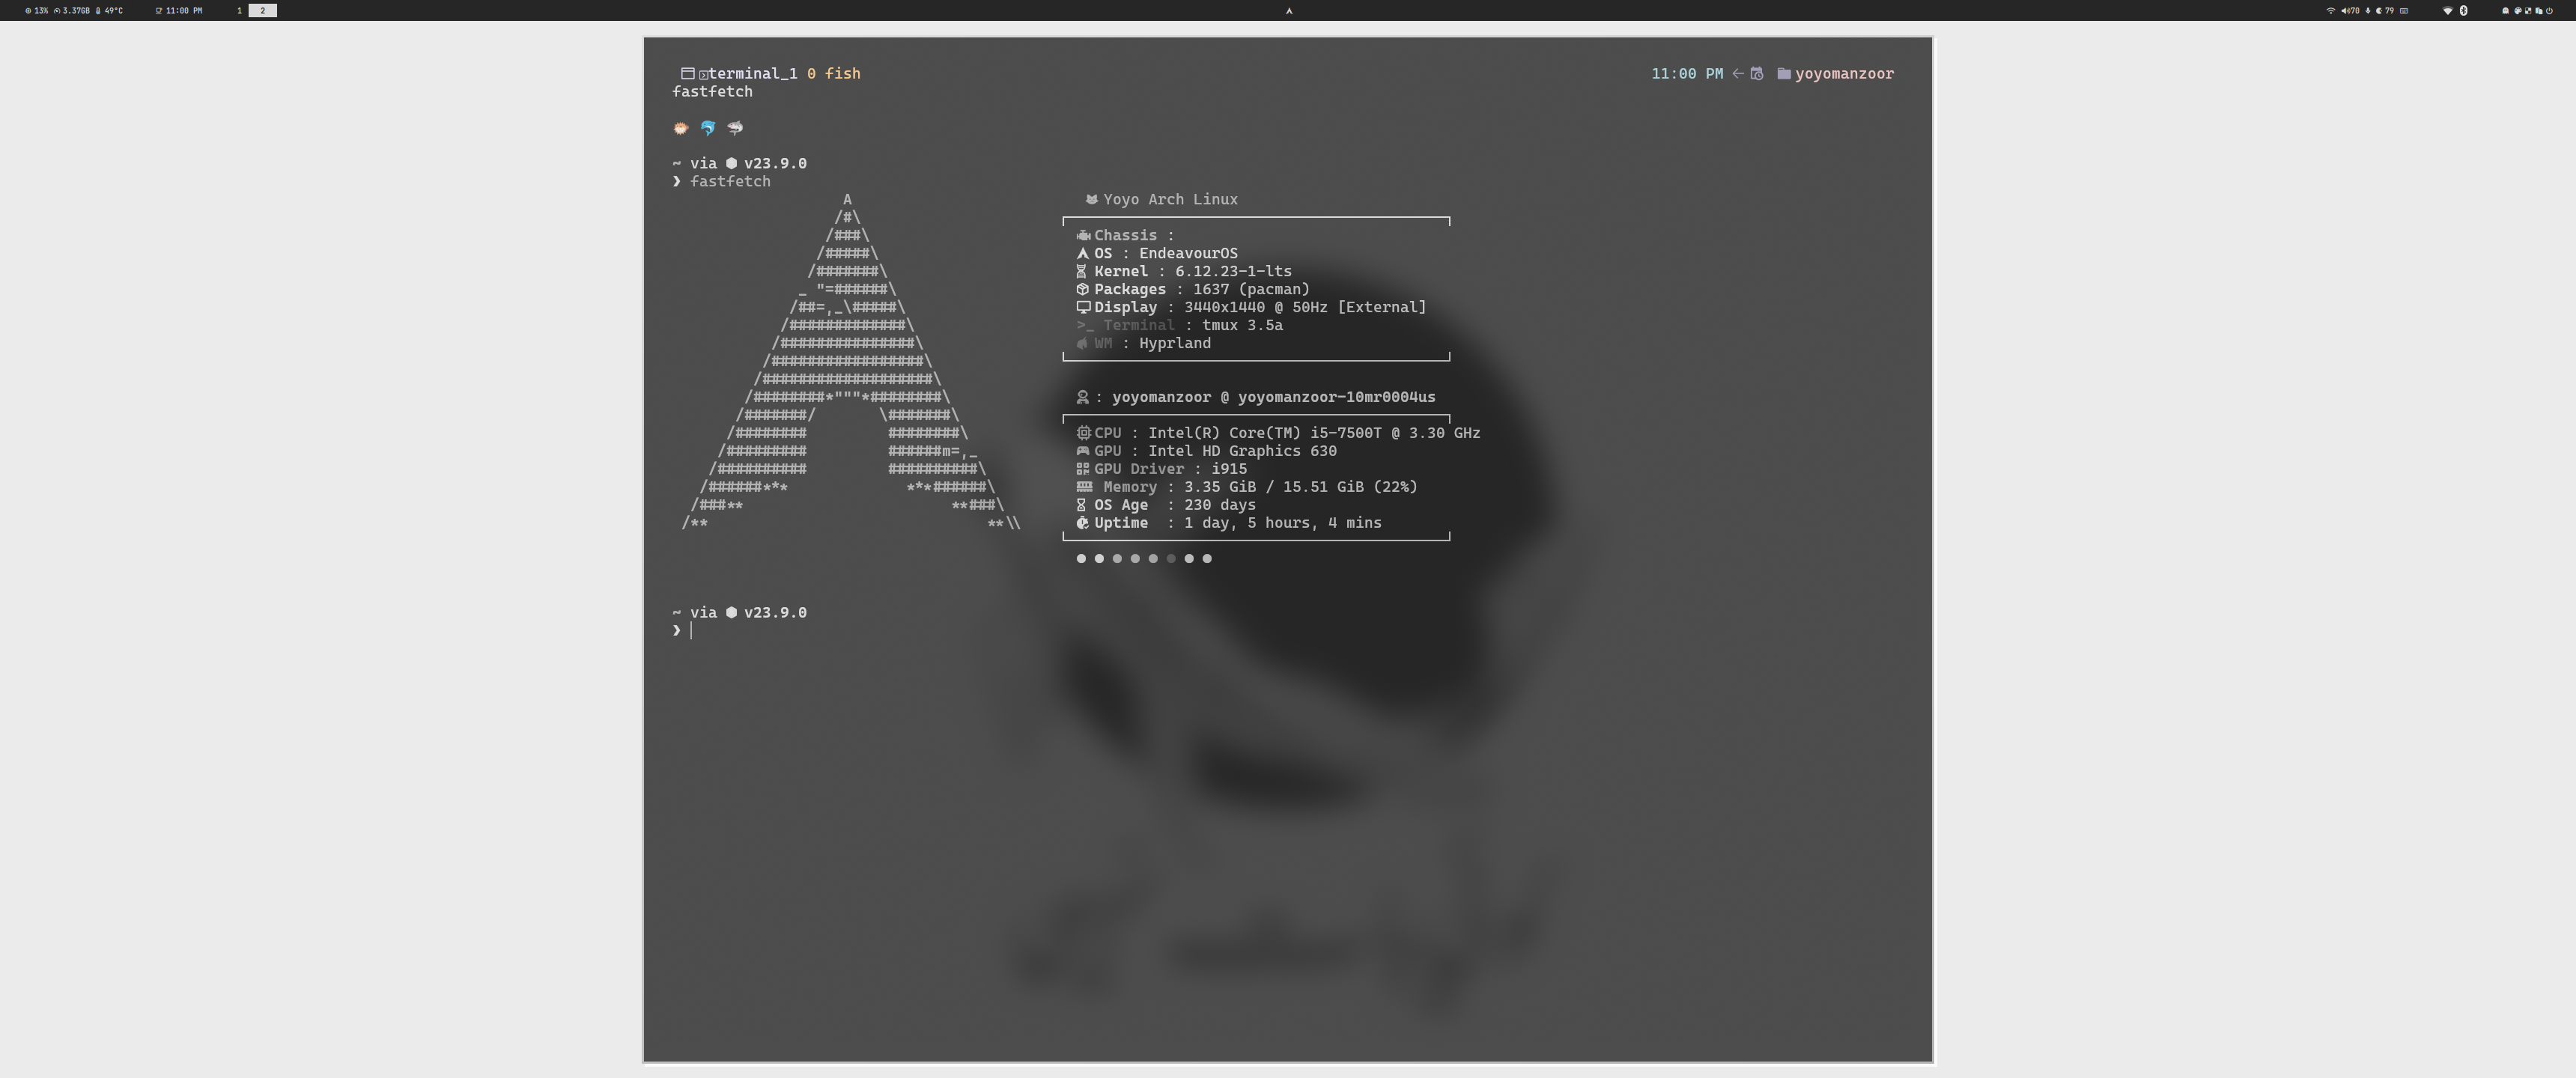 13% 3.37GB 49°C 11:00 PM 1 2 70 79
terminal_1 0 fish 11:00 PM ← yoyomanzoor
fastfetch
~ via ⬢ v23.9.0
❯ fastfetch
A
/#\
/###\
/#####\
/#######\
_ "=######\
/##=,_\#####\
/#############\
/###############\
/#################\
/###################\
/########*"""*########\
/#######/ \#######\
/######## ########\
/######### ######m=,_
/########## ##########\
/######*** ***######\
/###** **###\
/** **\\
Yoyo Arch Linux
Chassis :
OS : EndeavourOS
Kernel : 6.12.23-1-lts
Packages : 1637 (pacman)
Display : 3440x1440 @ 50Hz [External]
>_ Terminal : tmux 3.5a
WM : Hyprland
: yoyomanzoor @ yoyomanzoor-10mr0004us
CPU : Intel(R) Core(TM) i5-7500T @ 3.30 GHz
GPU : Intel HD Graphics 630
GPU Driver : i915
Memory : 3.35 GiB / 15.51 GiB (22%)
OS Age : 230 days
Uptime : 1 day, 5 hours, 4 mins
~ via ⬢ v23.9.0
❯